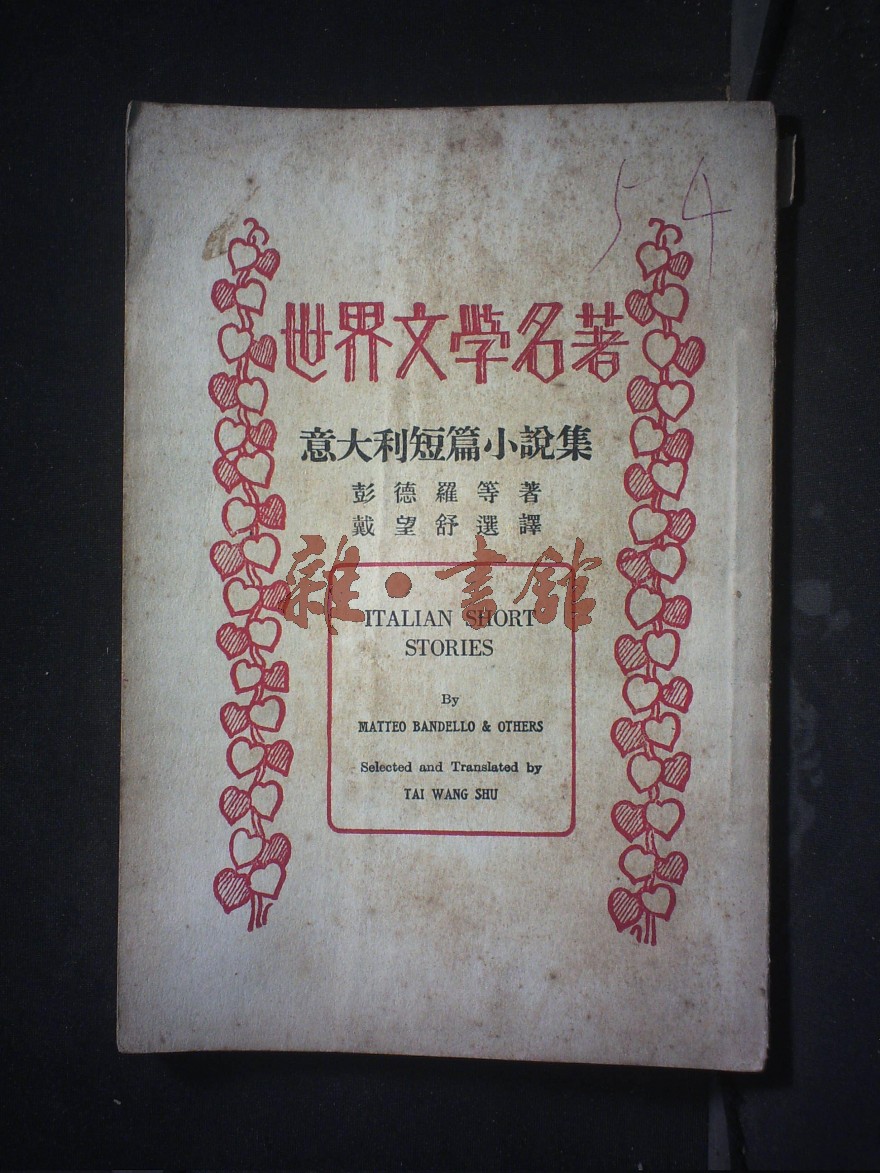 5 4
世界文學名著
意大利短篇小說集
彭德羅等著
戴望舒選譯
雜·書館
ITALIAN SHORT
STORIES
By
MATTEO BANDELLO & OTHERS
Selected and Translated by
TAI WANG SHU